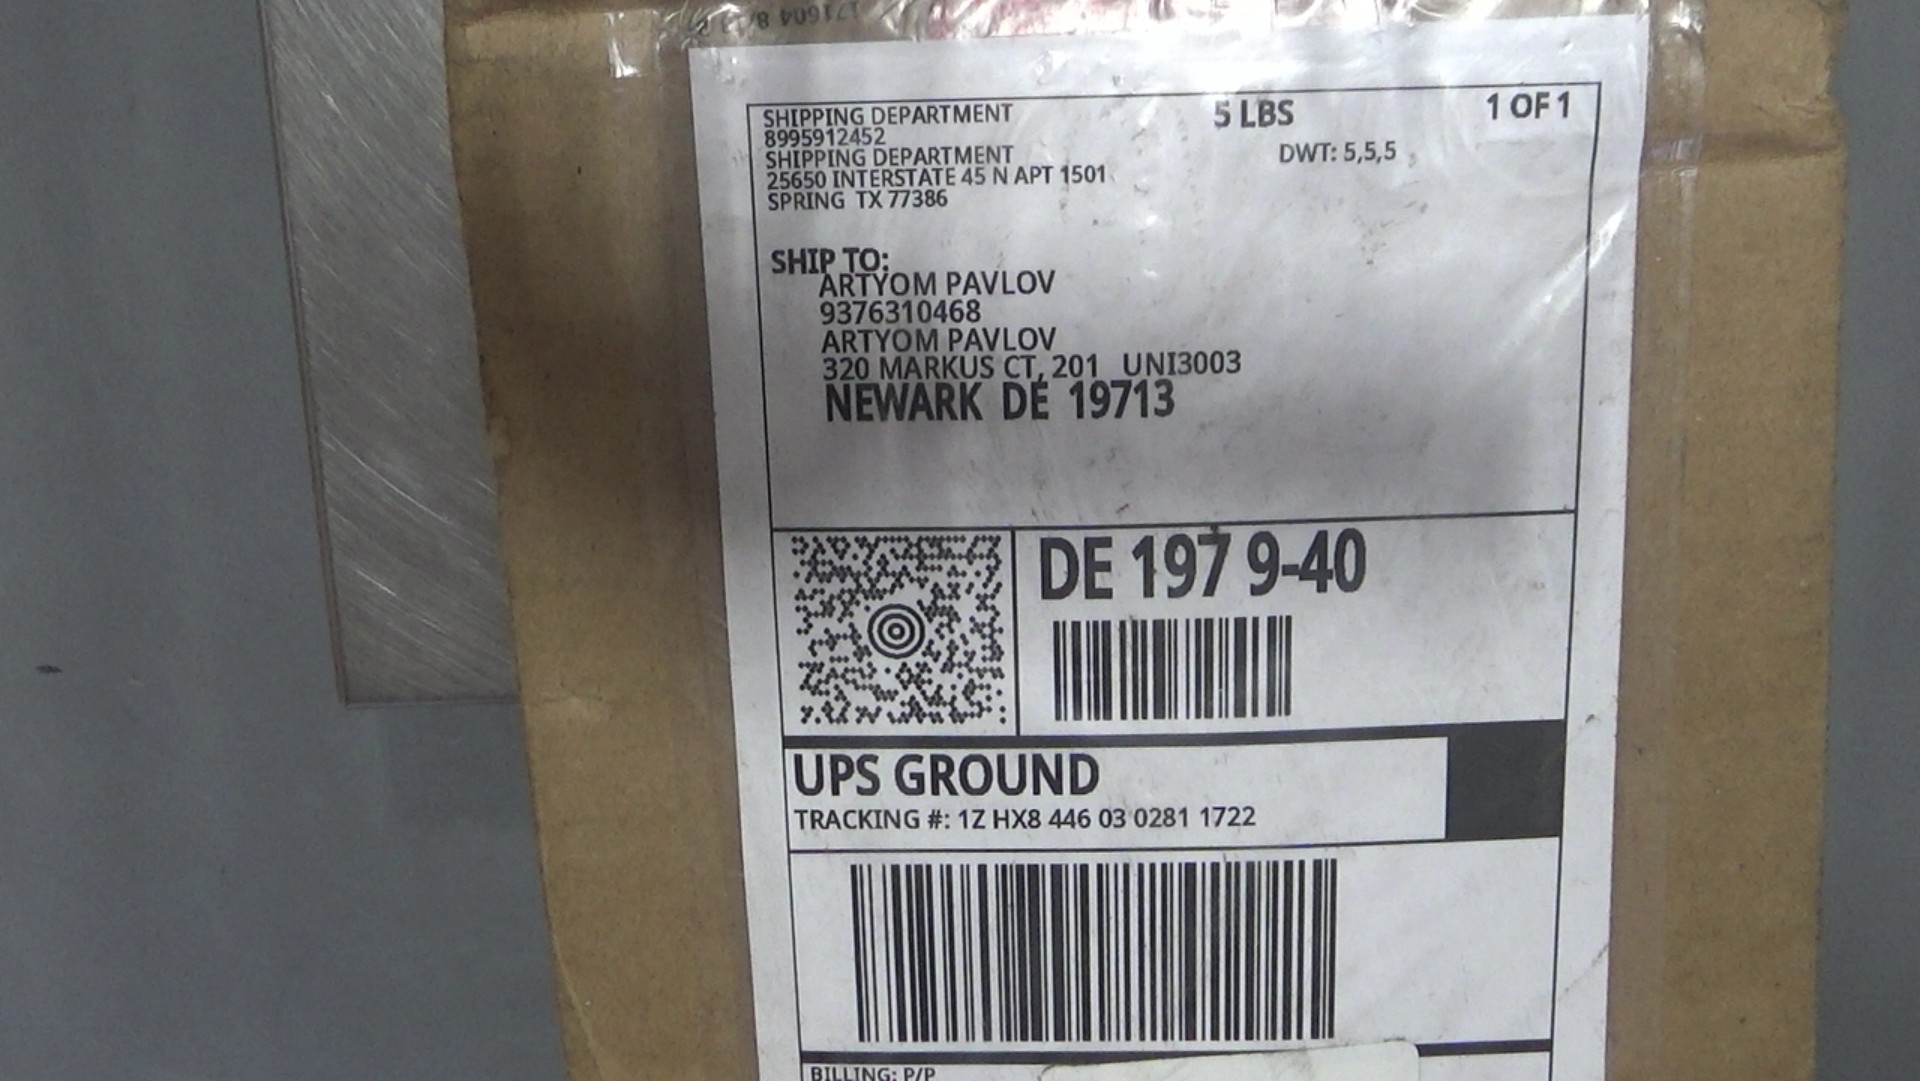 SHIPPING DEPARTMENT
8995912452
SHIPPING DEPARTMENT
25650 INTERSTATE 45 N APT 1501
SPRING TX 77386
5 LBS
1 OF 1
DWT: 5,5,5
SHIP TO:
ARTYOM PAVLOV
9376310468
ARTYOM PAVLOV
320 MARKUS CT, 201 UNI3003
NEWARK DE 19713
DE 197 9-40
UPS GROUND
TRACKING #: 1Z HX8 446 03 0281 1722
BILLING: P/P